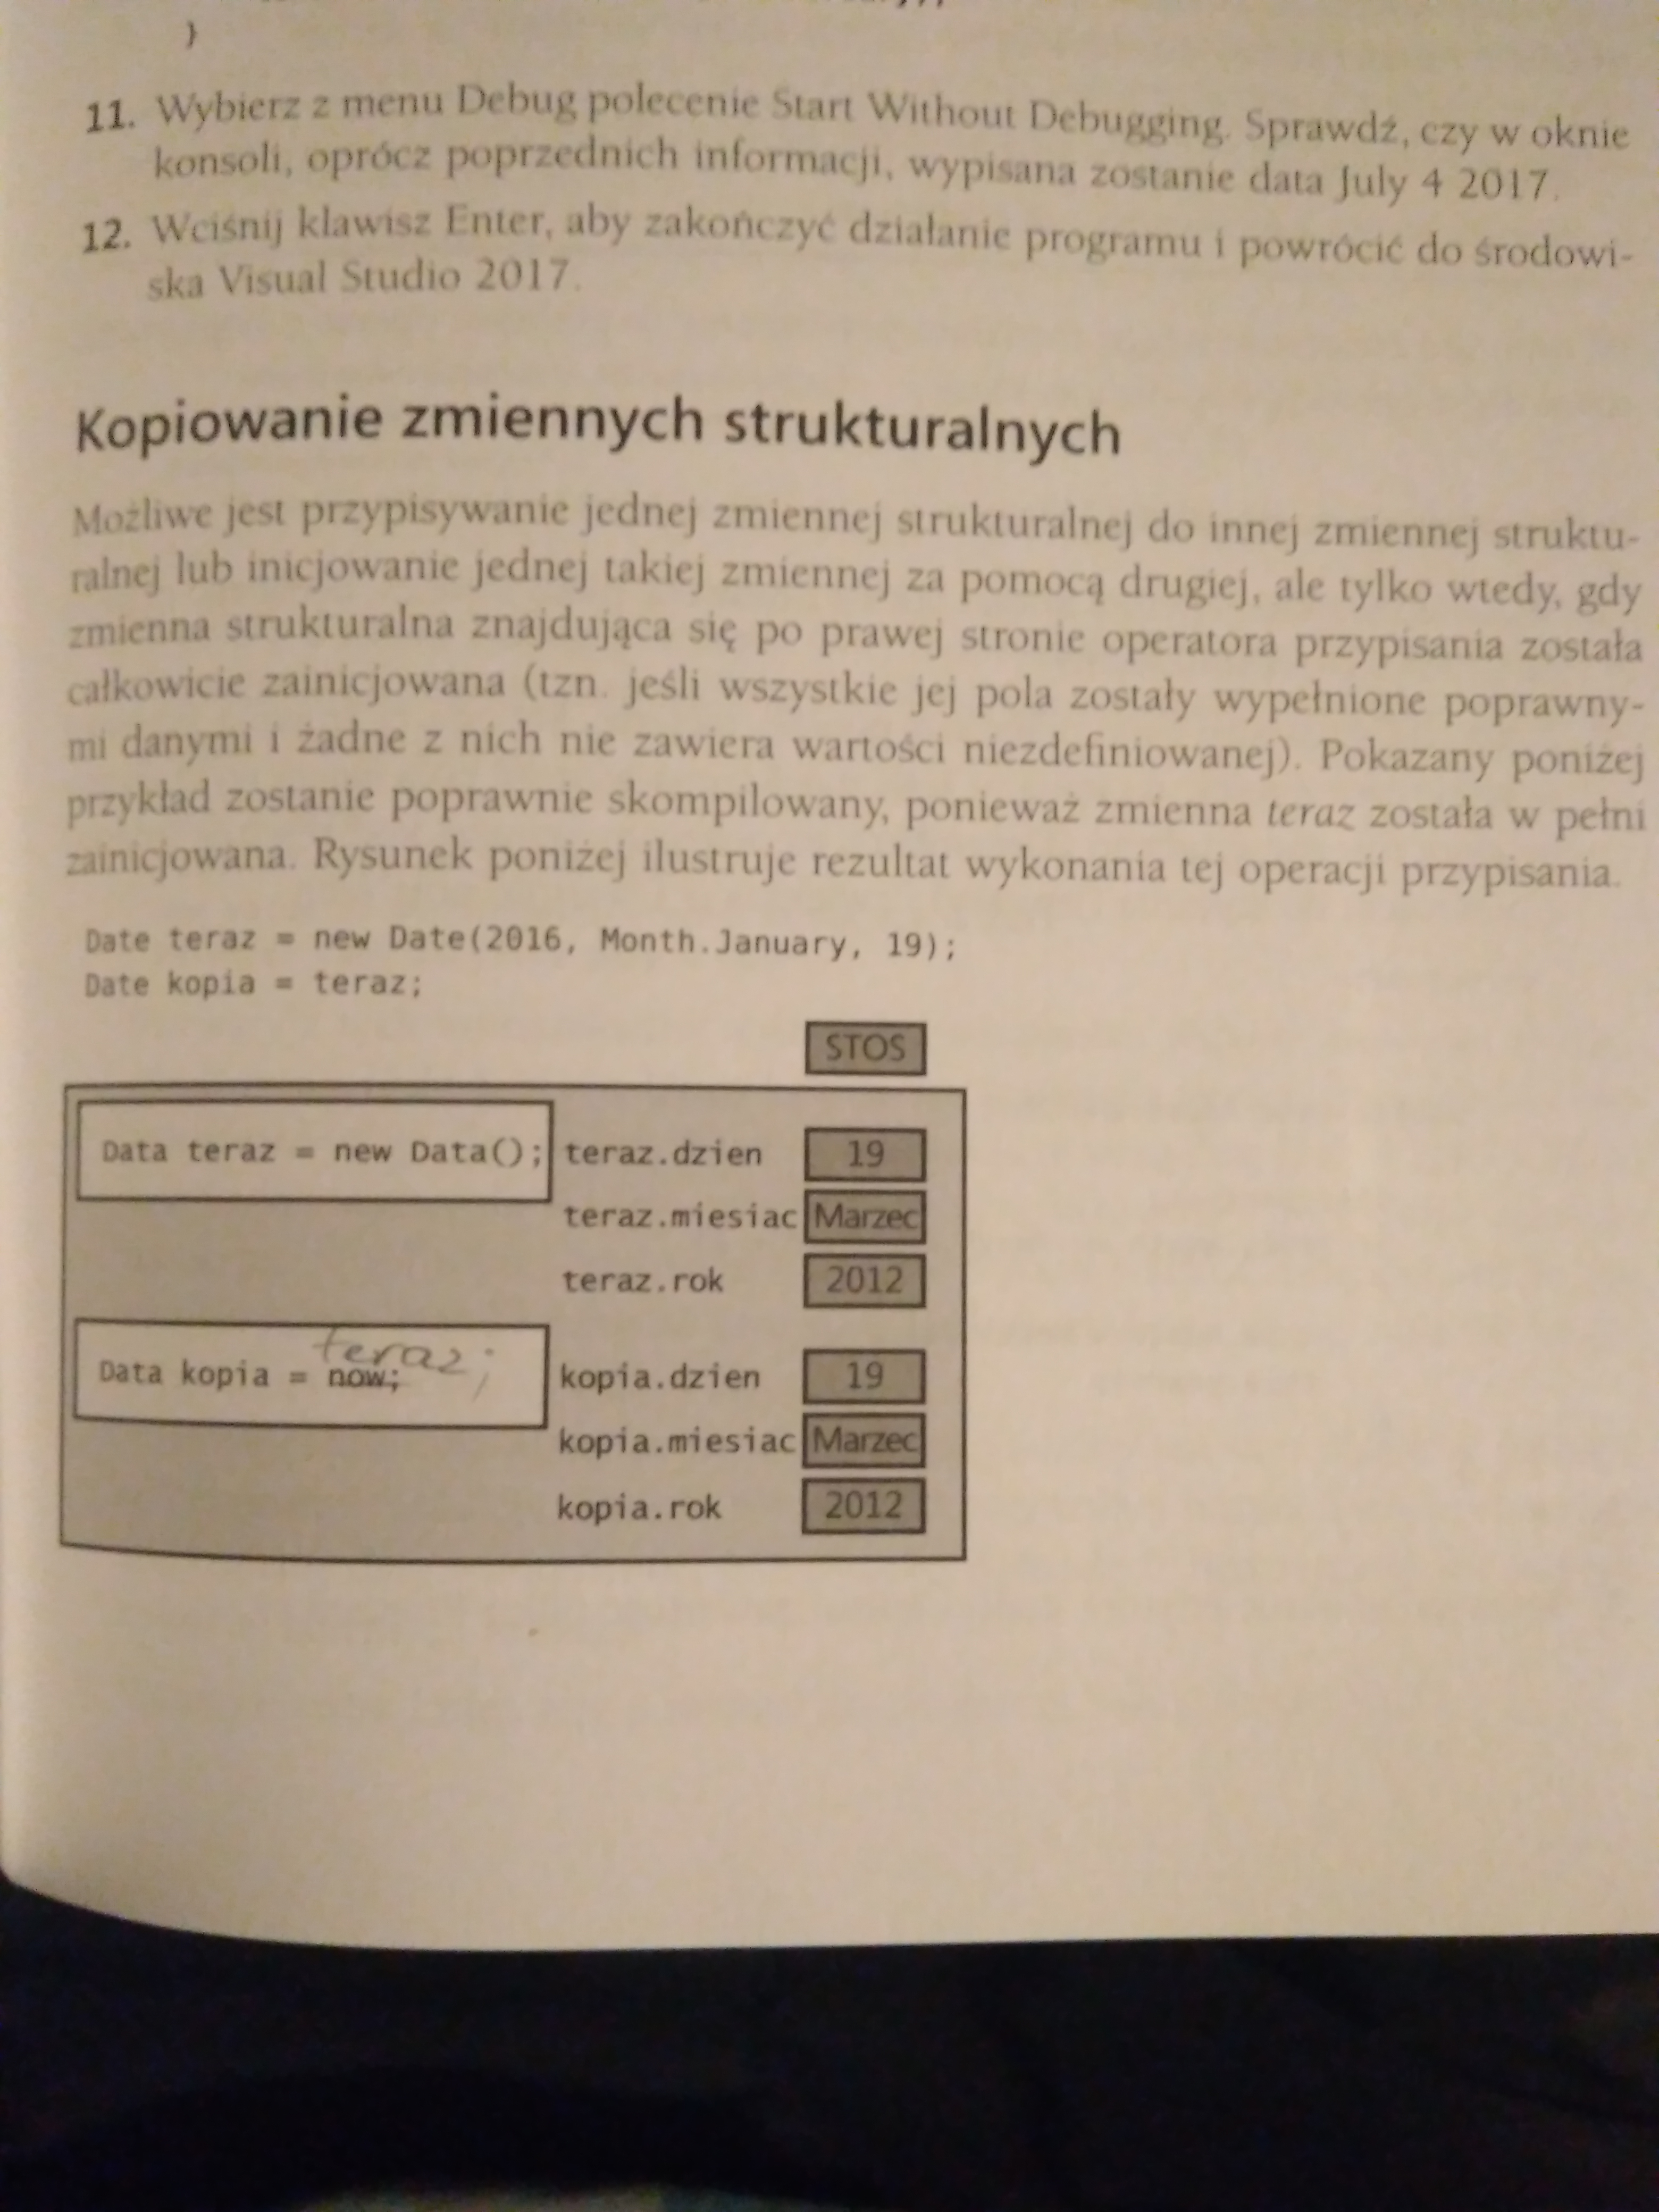 }
11. Wybierz z menu Debug polecenie Start Without Debugging. Sprawdź, czy w oknie
konsoli, oprócz poprzednich informacji, wypisana zostanie data July 4 2017.
12. Wciśnij klawisz Enter, aby zakończyć działanie programu i powrócić do środowi-
ska Visual Studio 2017.
Kopiowanie zmiennych strukturalnych
Możliwe jest przypisywanie jednej zmiennej strukturalnej do innej zmiennej struktu-
ralnej lub inicjowanie jednej takiej zmiennej za pomocą drugiej, ale tylko wtedy, gdy
zmienna strukturalna znajdująca się po prawej stronie operatora przypisania została
całkowicie zainicjowana (tzn. jeśli wszystkie jej pola zostały wypełnione poprawny-
mi danymi i żadne z nich nie zawiera wartości niezdefiniowanej). Pokazany poniżej
przykład zostanie poprawnie skompilowany, ponieważ zmienna teraz została w pełni
zainicjowana. Rysunek poniżej ilustruje rezultat wykonania tej operacji przypisania.
Date teraz = new Date(2016, Month.January, 19);
Date kopia = teraz;
STOS
Data teraz = new Data(); teraz.dzien 19
teraz.miesiac Marzec
teraz.rok 2012
teraz;
Data kopia = now; kopia.dzien 19
kopia.miesiac Marzec
kopia.rok 2012